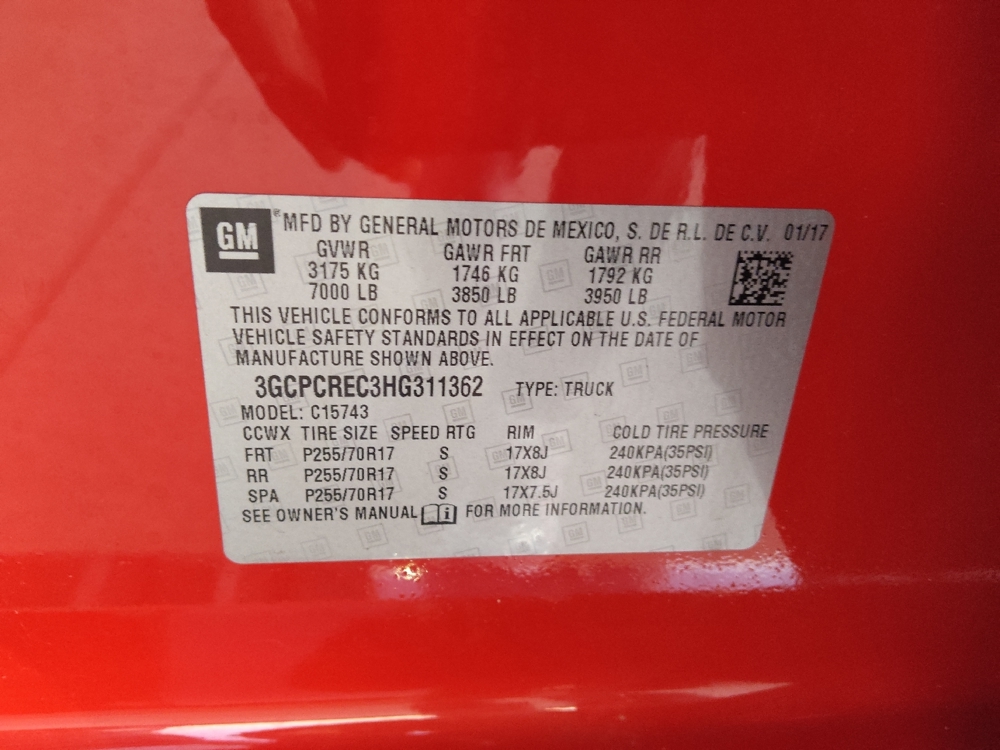 GM ® MFD BY GENERAL MOTORS DE MEXICO, S. DE R.L. DE C.V. 01/17
GVWR GAWR FRT GAWR RR
3175 KG 1746 KG 1792 KG
7000 LB 3850 LB 3950 LB
THIS VEHICLE CONFORMS TO ALL APPLICABLE U.S. FEDERAL MOTOR
VEHICLE SAFETY STANDARDS IN EFFECT ON THE DATE OF
MANUFACTURE SHOWN ABOVE.
3GCPCREC3HG311362 TYPE: TRUCK
MODEL: C15743
CCWX TIRE SIZE SPEED RTG RIM COLD TIRE PRESSURE
FRT P255/70R17 S 17X8J 240KPA(35PSI)
RR P255/70R17 S 17X8J 240KPA(35PSI)
SPA P255/70R17 S 17X7.5J 240KPA(35PSI)
SEE OWNER'S MANUAL i FOR MORE INFORMATION.